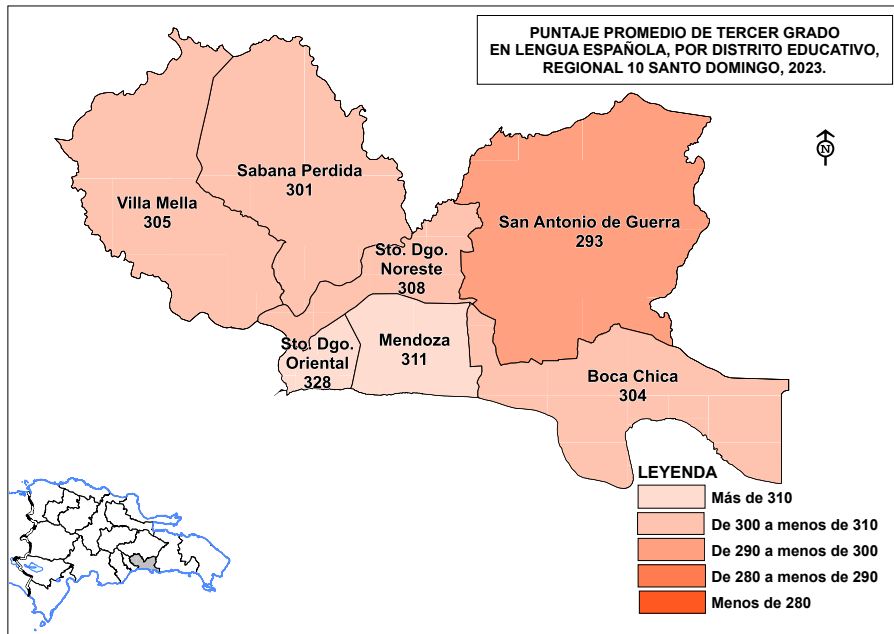 PUNTAJE PROMEDIO DE TERCER GRADO
EN LENGUA ESPAÑOLA, POR DISTRITO EDUCATIVO,
REGIONAL 10 SANTO DOMINGO, 2023.
N
Sabana Perdida
301
Villa Mella
305
San Antonio de Guerra
293
Sto. Dgo.
Noreste
308
Sto. Dgo.
Oriental
328
Mendoza
311
Boca Chica
304
LEYENDA
Más de 310
De 300 a menos de 310
De 290 a menos de 300
De 280 a menos de 290
Menos de 280